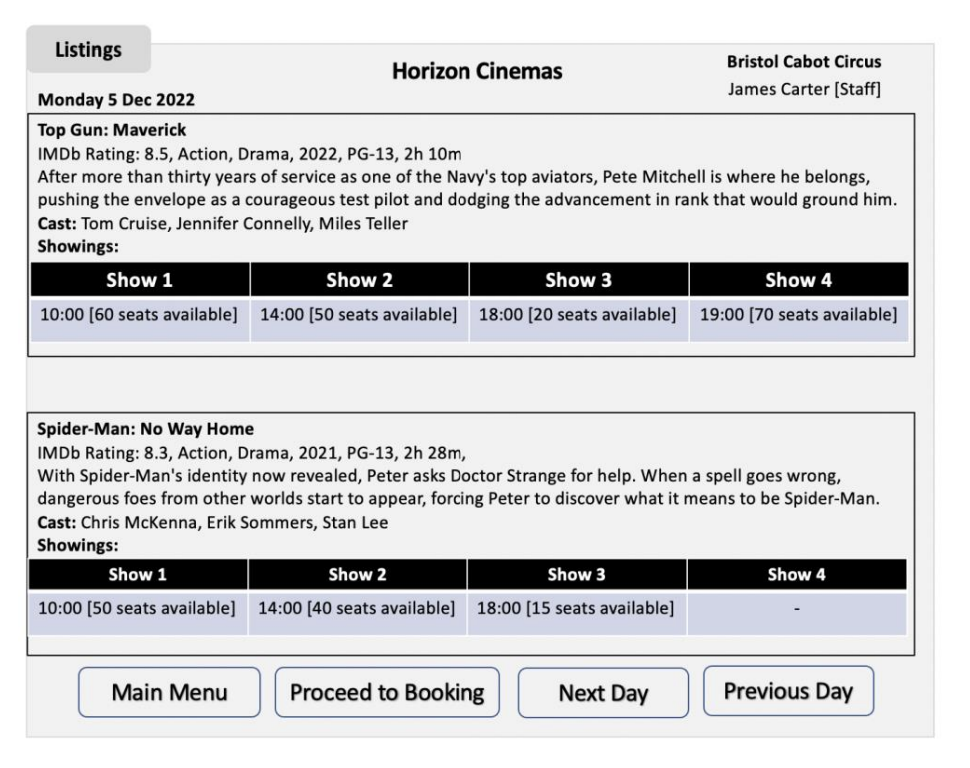 Listings
Horizon Cinemas
Bristol Cabot Circus
James Carter [Staff]
Monday 5 Dec 2022
Top Gun: Maverick
IMDb Rating: 8.5, Action, Drama, 2022, PG-13, 2h 10m
After more than thirty years of service as one of the Navy's top aviators, Pete Mitchell is where he belongs,
pushing the envelope as a courageous test pilot and dodging the advancement in rank that would ground him.
Cast: Tom Cruise, Jennifer Connelly, Miles Teller
Showings:
Show 1 Show 2 Show 3 Show 4
10:00 [60 seats available] 14:00 [50 seats available] 18:00 [20 seats available] 19:00 [70 seats available]
Spider-Man: No Way Home
IMDb Rating: 8.3, Action, Drama, 2021, PG-13, 2h 28m,
With Spider-Man's identity now revealed, Peter asks Doctor Strange for help. When a spell goes wrong,
dangerous foes from other worlds start to appear, forcing Peter to discover what it means to be Spider-Man.
Cast: Chris McKenna, Erik Sommers, Stan Lee
Showings:
Show 1 Show 2 Show 3 Show 4
10:00 [50 seats available] 14:00 [40 seats available] 18:00 [15 seats available] -
Main Menu Proceed to Booking Next Day Previous Day